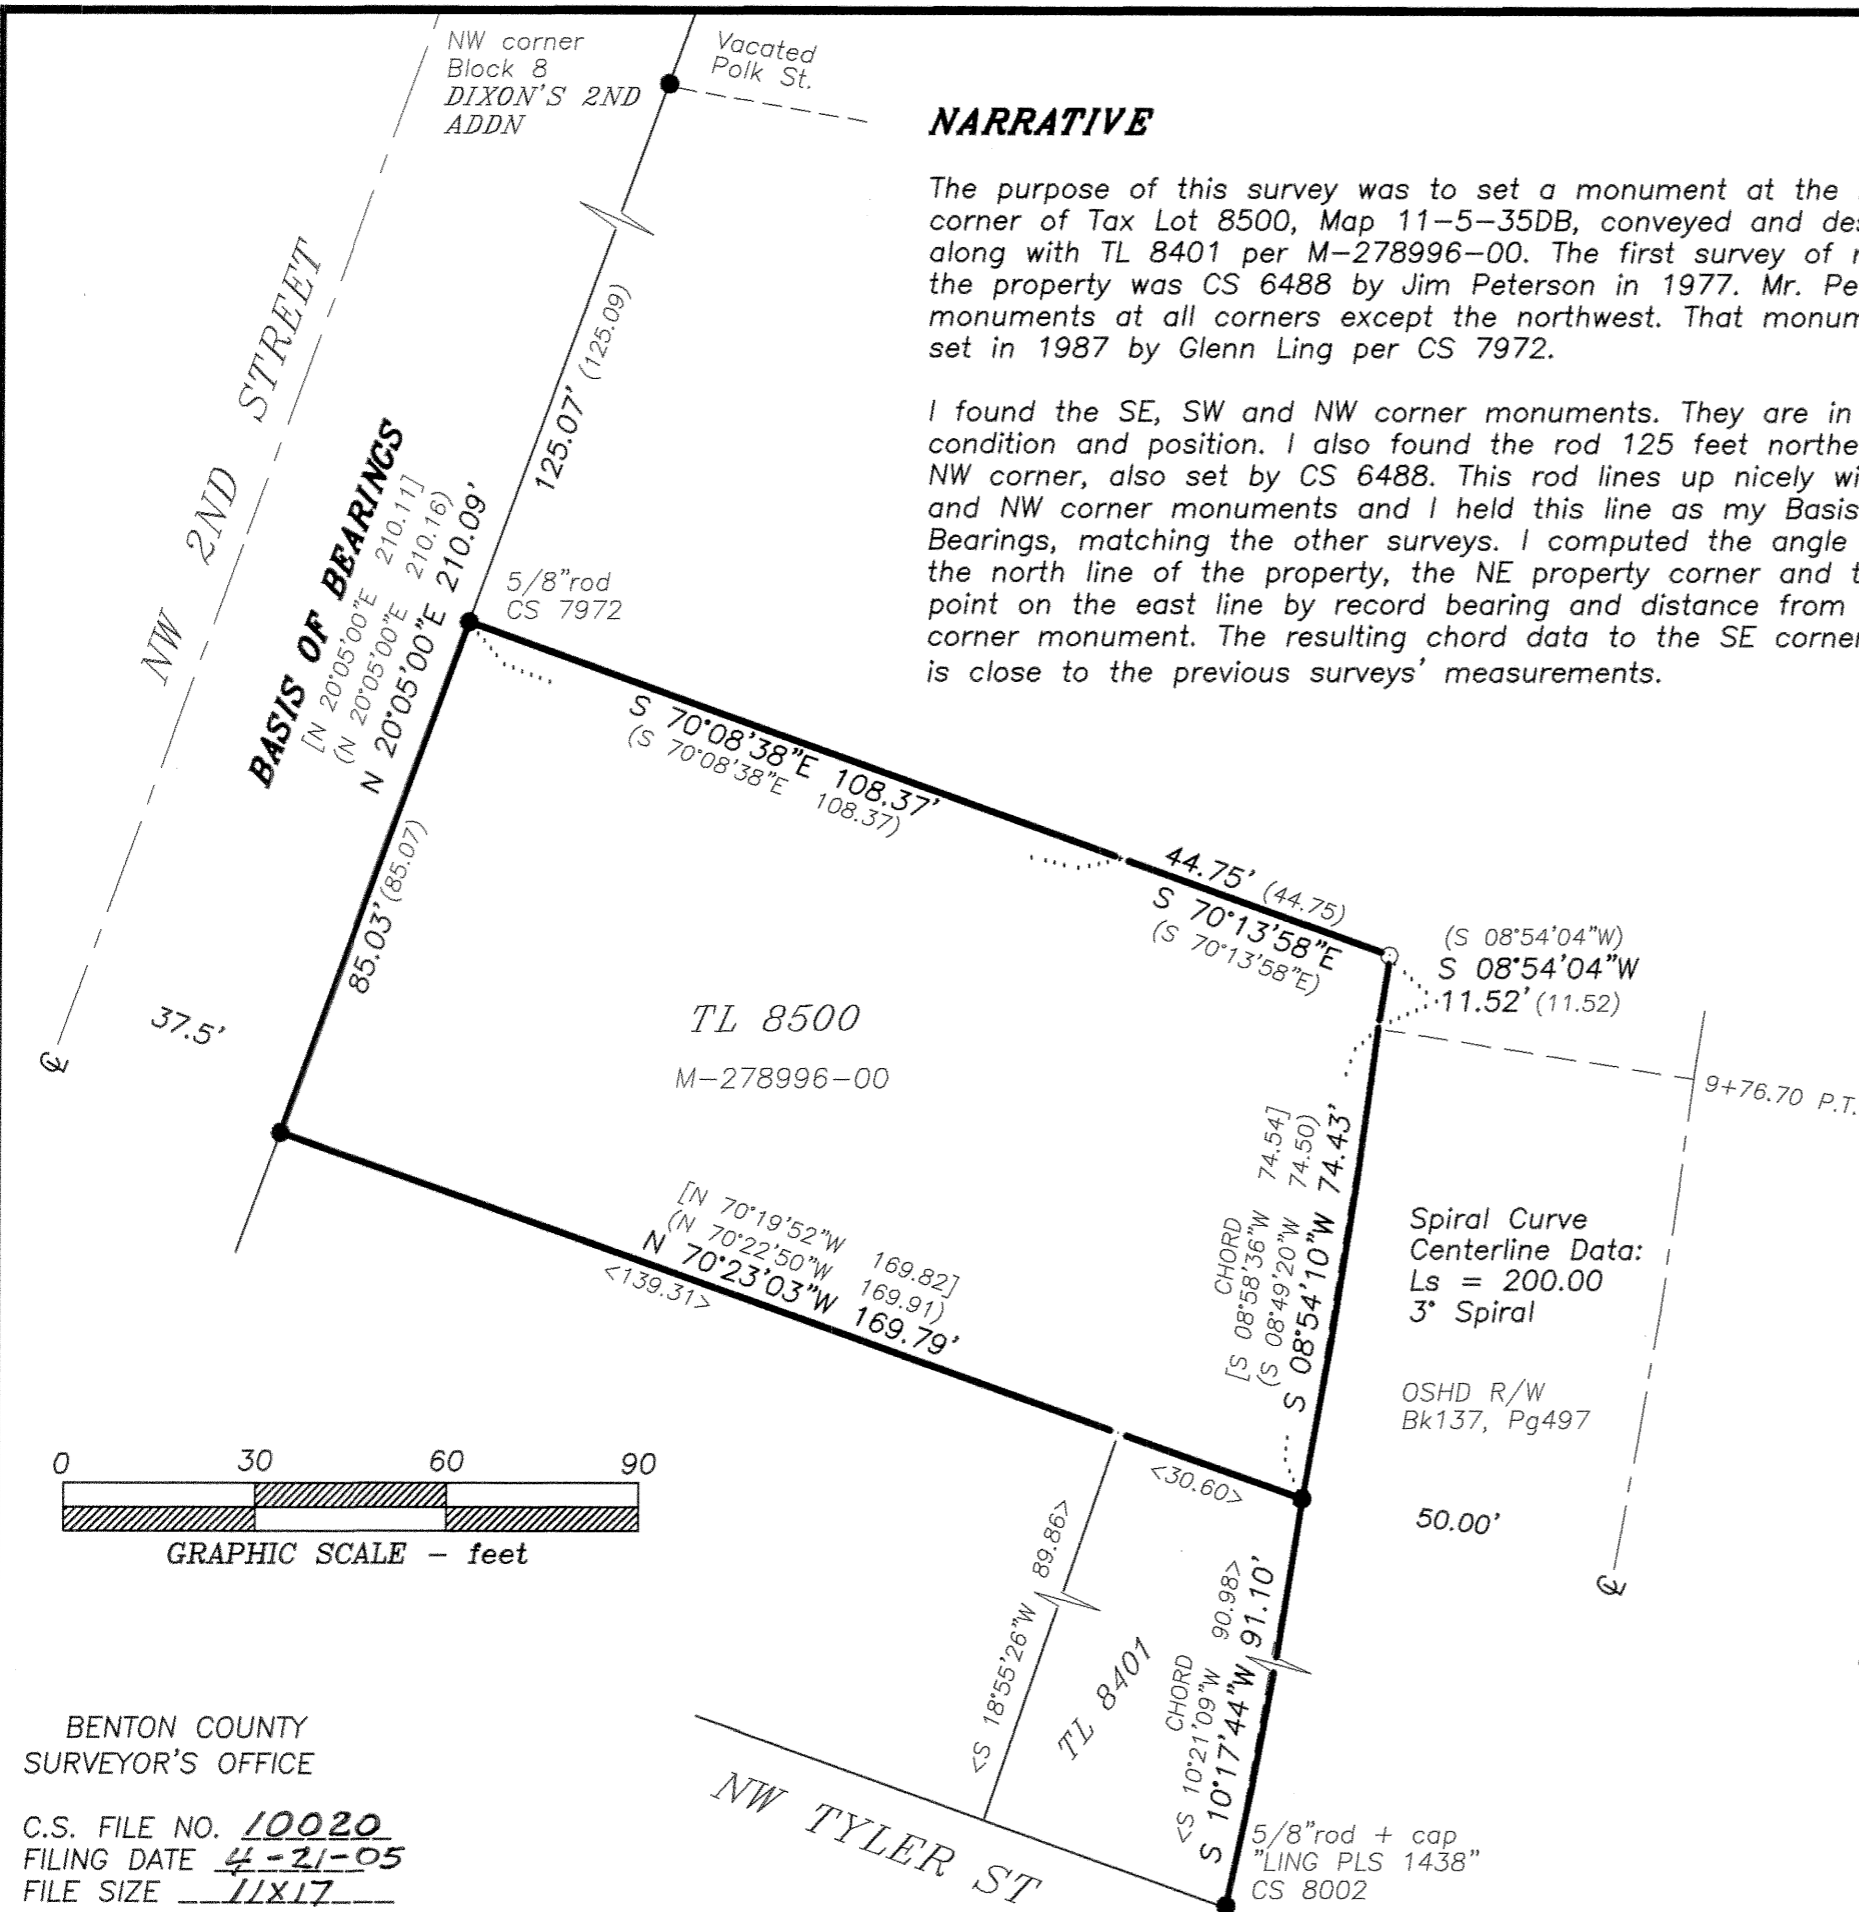 NW corner
Block 8
DIXON'S 2ND
ADDN
Vacated
Polk St.
NARRATIVE
The purpose of this survey was to set a monument at the
corner of Tax Lot 8500, Map 11-5-35DB, conveyed and
along with TL 8401 per M-278996-00. The first survey of
the property was CS 6488 by Jim Peterson in 1977. Mr.
monuments at all corners except the northwest. That
set in 1987 by Glenn Ling per CS 7972.
I found the SE, SW and NW corner monuments. They are in
condition and position. I also found the rod 125 feet
NW corner, also set by CS 6488. This rod lines up nicely
and NW corner monuments and I held this line as my Basis
Bearings, matching the other surveys. I computed the angle
the north line of the property, the NE property corner and
point on the east line by record bearing and distance from
corner monument. The resulting chord data to the SE corner
is close to the previous surveys' measurements.
NW 2ND STREET
BASIS OF BEARINGS
[N 20°05'00"E 210.11]
(N 20°05'00"E 210.16)
N 20°05'00"E 210.09'
125.07' (125.09)
5/8"rod
CS 7972
S 70°08'38"E 108.37'
(S 70°08'38"E 108.37)
44.75' (44.75)
S 70°13'58"E
(S 70°13'58"E)
(S 08°54'04"W)
S 08°54'04"W
11.52' (11.52)
85.03' (85.07)
37.5'
℄
TL 8500
M-278996-00
9+76.70 P.T.
CHORD
[S 08°58'36"W 74.54]
(S 08°49'20"W 74.50)
S 08°54'10"W 74.43'
Spiral Curve
Centerline Data:
Ls = 200.00
3° Spiral
OSHD R/W
Bk137, Pg497
[N 70°19'52"W 169.82]
(N 70°22'50"W 169.91)
N 70°23'03"W 169.79'
<139.31>
<30.60>
50.00'
℄
0 30 60 90
GRAPHIC SCALE - feet
<S 18°55'26"W 89.86>
TL 8401
CHORD
<S 10°21'09"W 90.98>
S 10°17'44"W 91.10'
NW TYLER ST
5/8"rod + cap
"LING PLS 1438"
CS 8002
BENTON COUNTY
SURVEYOR'S OFFICE
C.S. FILE NO. 10020
FILING DATE 4-21-05
FILE SIZE 11X17